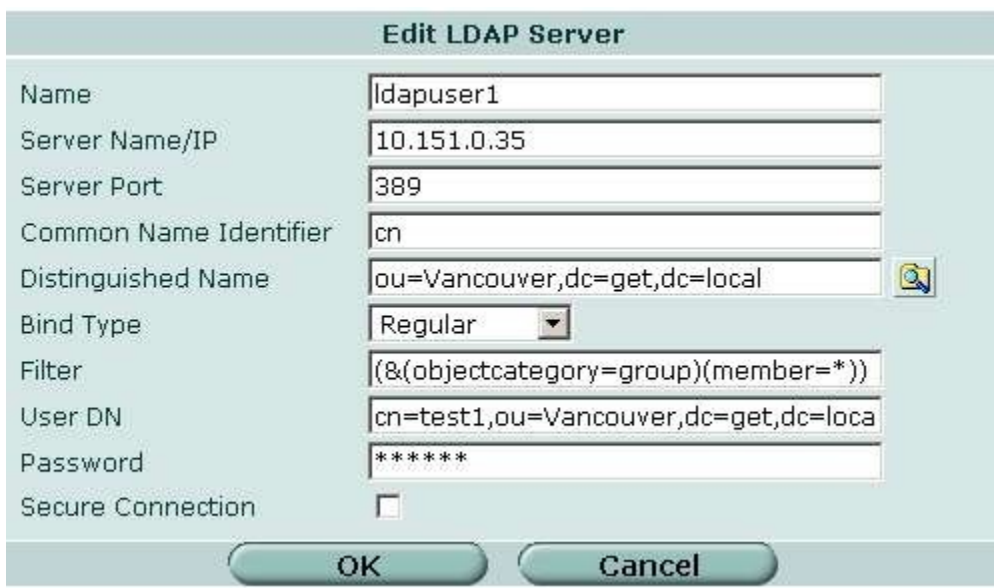 Edit LDAP Server
Name ldapuser1
Server Name/IP 10.151.0.35
Server Port 389
Common Name Identifier cn
Distinguished Name ou=Vancouver,dc=get,dc=local
Bind Type Regular
Filter (&(objectcategory=group)(member=*))
User DN cn=test1,ou=Vancouver,dc=get,dc=loca
Password ******
Secure Connection
OK Cancel